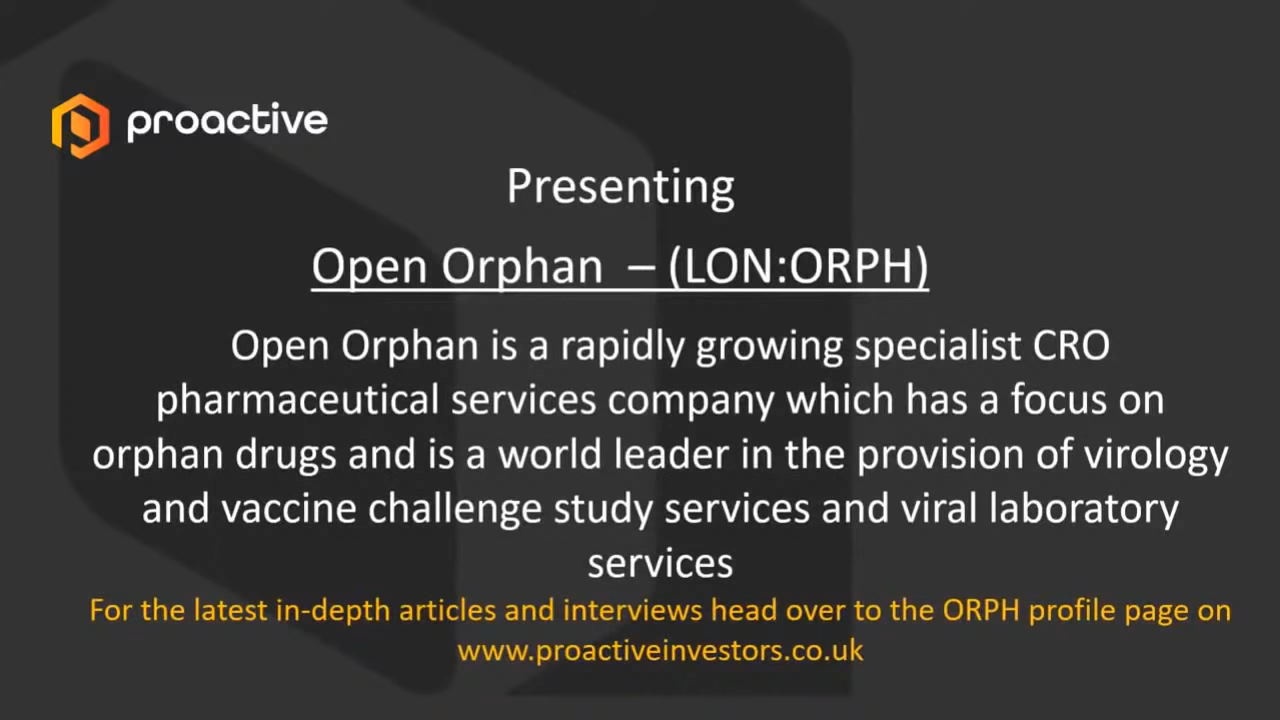 proactive
Presenting
Open Orphan – (LON:ORPH)
Open Orphan is a rapidly growing specialist CRO
pharmaceutical services company which has a focus on
orphan drugs and is a world leader in the provision of virology
and vaccine challenge study services and viral laboratory
services
For the latest in-depth articles and interviews head over to the ORPH profile page on
www.proactiveinvestors.co.uk